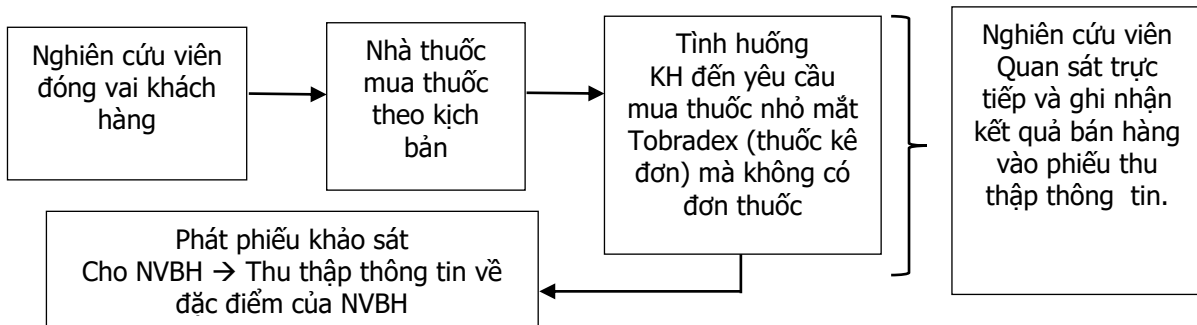 Nghiên cứu viên
đóng vai khách
hàng
Nhà thuốc
mua thuốc
theo kịch
bản
Tình huống
KH đến yêu cầu
mua thuốc nhỏ mắt
Tobradex (thuốc kê
đơn) mà không có
đơn thuốc
Nghiên cứu viên
Quan sát trực
tiếp và ghi nhận
kết quả bán hàng
vào phiếu thu
thập thông tin.
Phát phiếu khảo sát
Cho NVBH → Thu thập thông tin về
đặc điểm của NVBH